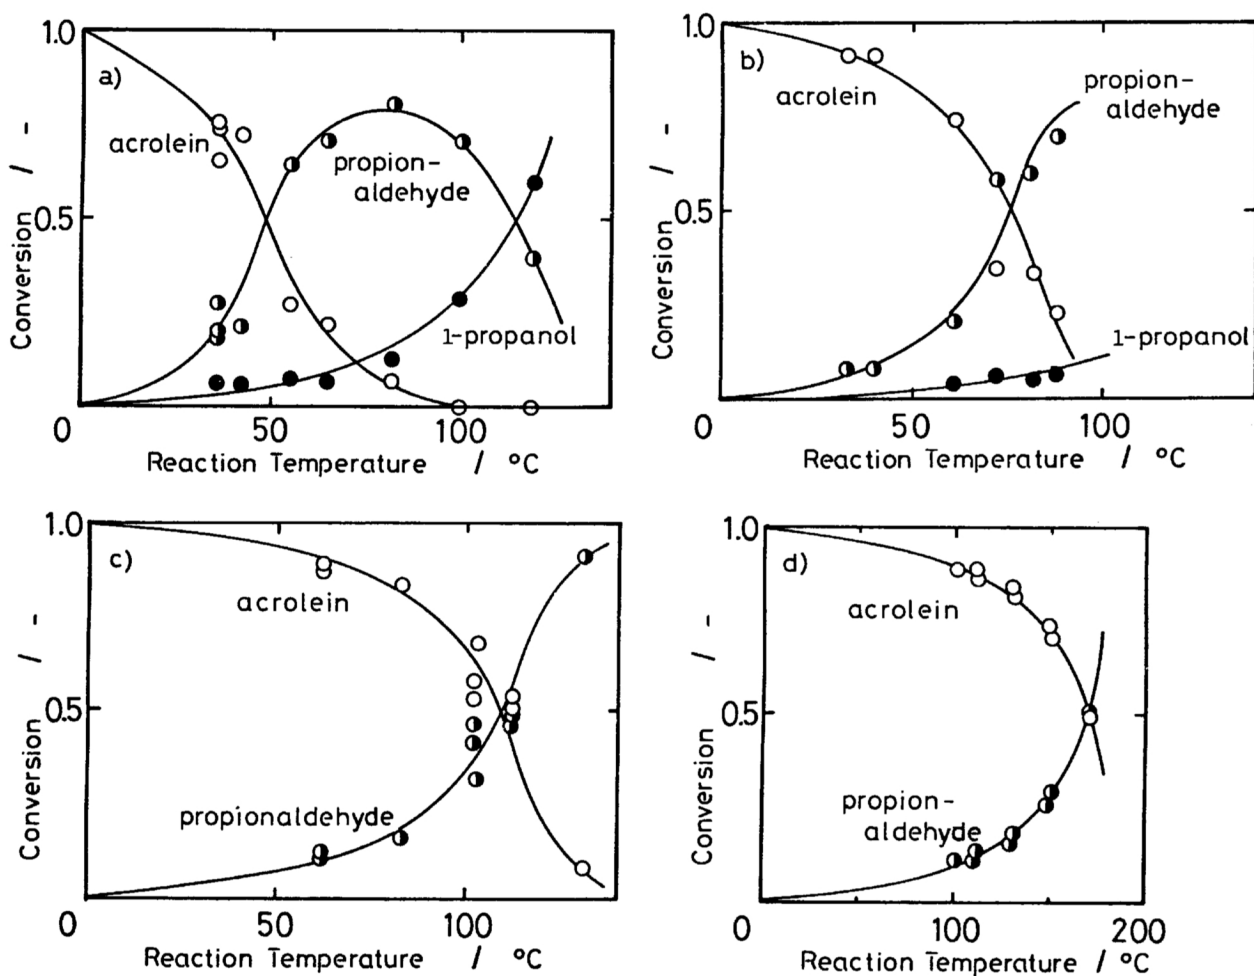 1.0
a)
acrolein
propion-
aldehyde
0.5
1-propanol
Conversion / -
0
50
100
Reaction Temperature / °C
1.0
b)
propion-
aldehyde
acrolein
0.5
1-propanol
Conversion / -
0
50
100
Reaction Temperature / °C
1.0
c)
acrolein
0.5
propionaldehyde
Conversion / -
0
50
100
Reaction Temperature / °C
1.0
d)
acrolein
0.5
propion-
aldehyde
Conversion / -
0
100
200
Reaction Temperature / °C